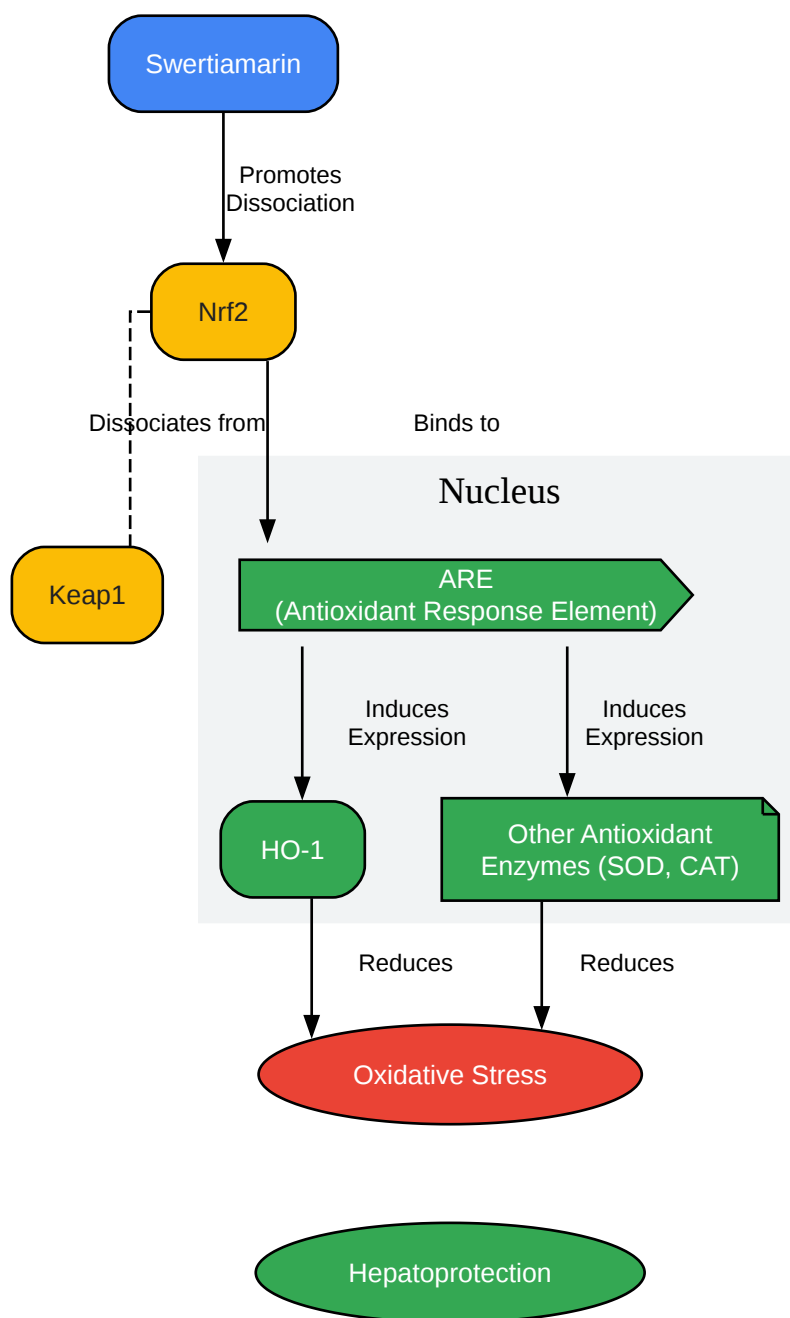 Swertiamarin
Promotes
Dissociation
Nrf2
Dissociates from
Binds to
Nucleus
ARE
(Antioxidant Response Element)
Keap1
Induces
Expression
Induces
Expression
HO-1
Other Antioxidant
Enzymes (SOD, CAT)
Reduces
Reduces
Oxidative Stress
Hepatoprotection